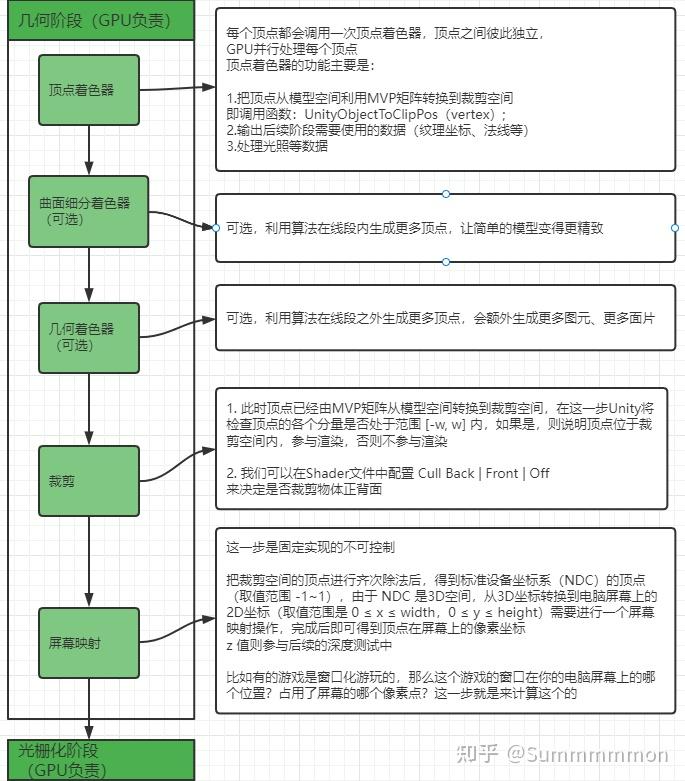 几何阶段（GPU负责）
每个顶点都会调用一次顶点着色器，顶点之间彼此独立，
GPU并行处理每个顶点
顶点着色器的功能主要是：
1.把顶点从模型空间利用MVP矩阵转换到裁剪空间
即调用函数：UnityObjectToClipPos（vertex）;
2.输出后续阶段需要使用的数据（纹理坐标、法线等）
3.处理光照等数据
顶点着色器
曲面细分着色器
（可选）
可选，利用算法在线段内生成更多顶点，让简单的模型变得更精致
几何着色器
（可选）
可选，利用算法在线段之外生成更多顶点，会额外生成更多图元、更多面片
裁剪
1. 此时顶点已经由MVP矩阵从模型空间转换到裁剪空间，在这一步Unity将
检查顶点的各个分量是否处于范围 [-w, w] 内，如果是，则说明顶点位于裁
剪空间内，参与渲染，否则不参与渲染
2. 我们可以在Shader文件中配置 Cull Back | Front | Off
来决定是否裁剪物体正背面
屏幕映射
这一步是固定实现的不可控制
把裁剪空间的顶点进行齐次除法后，得到标准设备坐标系（NDC）的顶点
（取值范围 -1~1），由于 NDC 是3D空间，从3D坐标转换到电脑屏幕上的
2D坐标（取值范围是 0 ≤ x ≤ width，0 ≤ y ≤ height）需要进行一个屏幕
映射操作，完成后即可得到顶点在屏幕上的像素坐标
z 值则参与后续的深度测试中
比如有的游戏是窗口化游玩的，那么这个游戏的窗口在你的电脑屏幕上的哪
个位置？占用了屏幕的哪个像素点？这一步就是来计算这个的
光栅化阶段
（GPU负责）
知乎 @Summmmmon